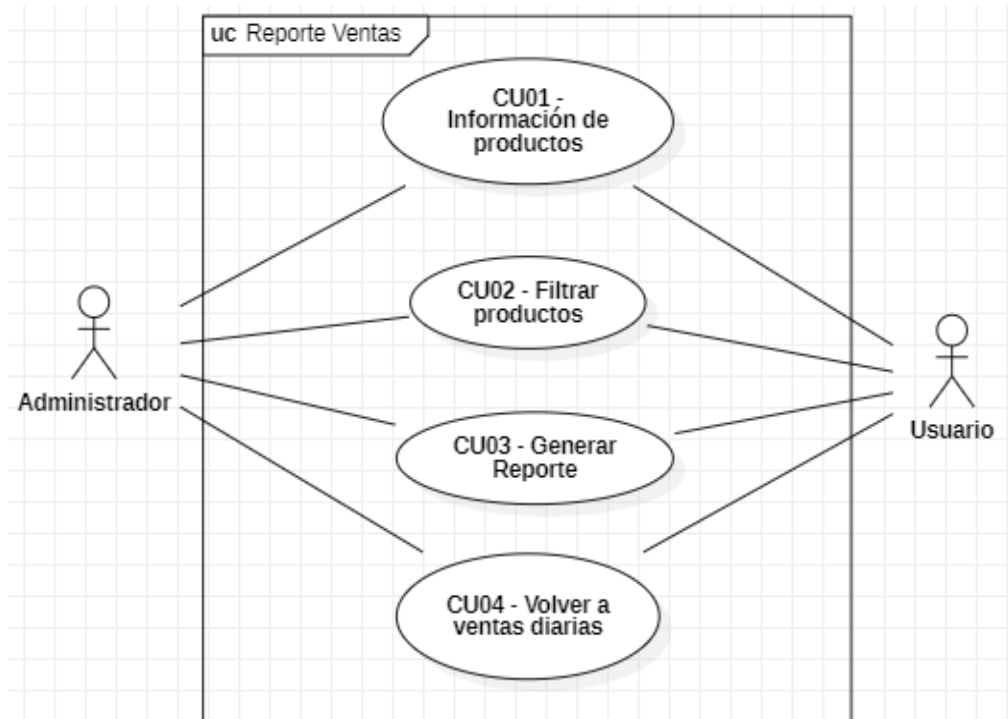 uc Reporte Ventas
CU01 -
Información de
productos
CU02 - Filtrar
productos
Administrador
Usuario
CU03 - Generar
Reporte
CU04 - Volver a
ventas diarias